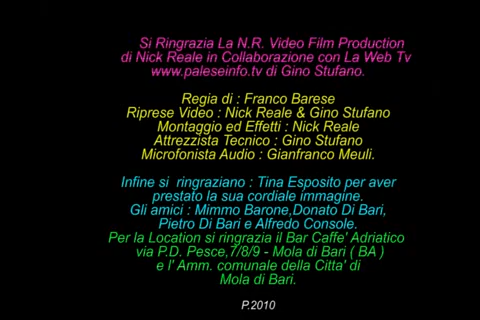 Si Ringrazia La N.R. Video Film Production
di Nick Reale in Collaborazione con La Web Tv
www.paleseinfo.tv di Gino Stufano.
Regia di : Franco Barese
Riprese Video : Nick Reale & Gino Stufano
Montaggio ed Effetti : Nick Reale
Attrezzista Tecnico : Gino Stufano
Microfonista Audio : Gianfranco Meuli.
Infine si ringraziano : Tina Esposito per aver
prestato la sua cordiale immagine.
Gli amici : Mimmo Barone,Donato Di Bari,
Pietro Di Bari e Alfredo Console.
Per la Location si ringrazia il Bar Caffe' Adriatico
via P.D. Pesce,7/8/9 - Mola di Bari ( BA )
e l' Amm. comunale della Citta' di
Mola di Bari.
P.2010